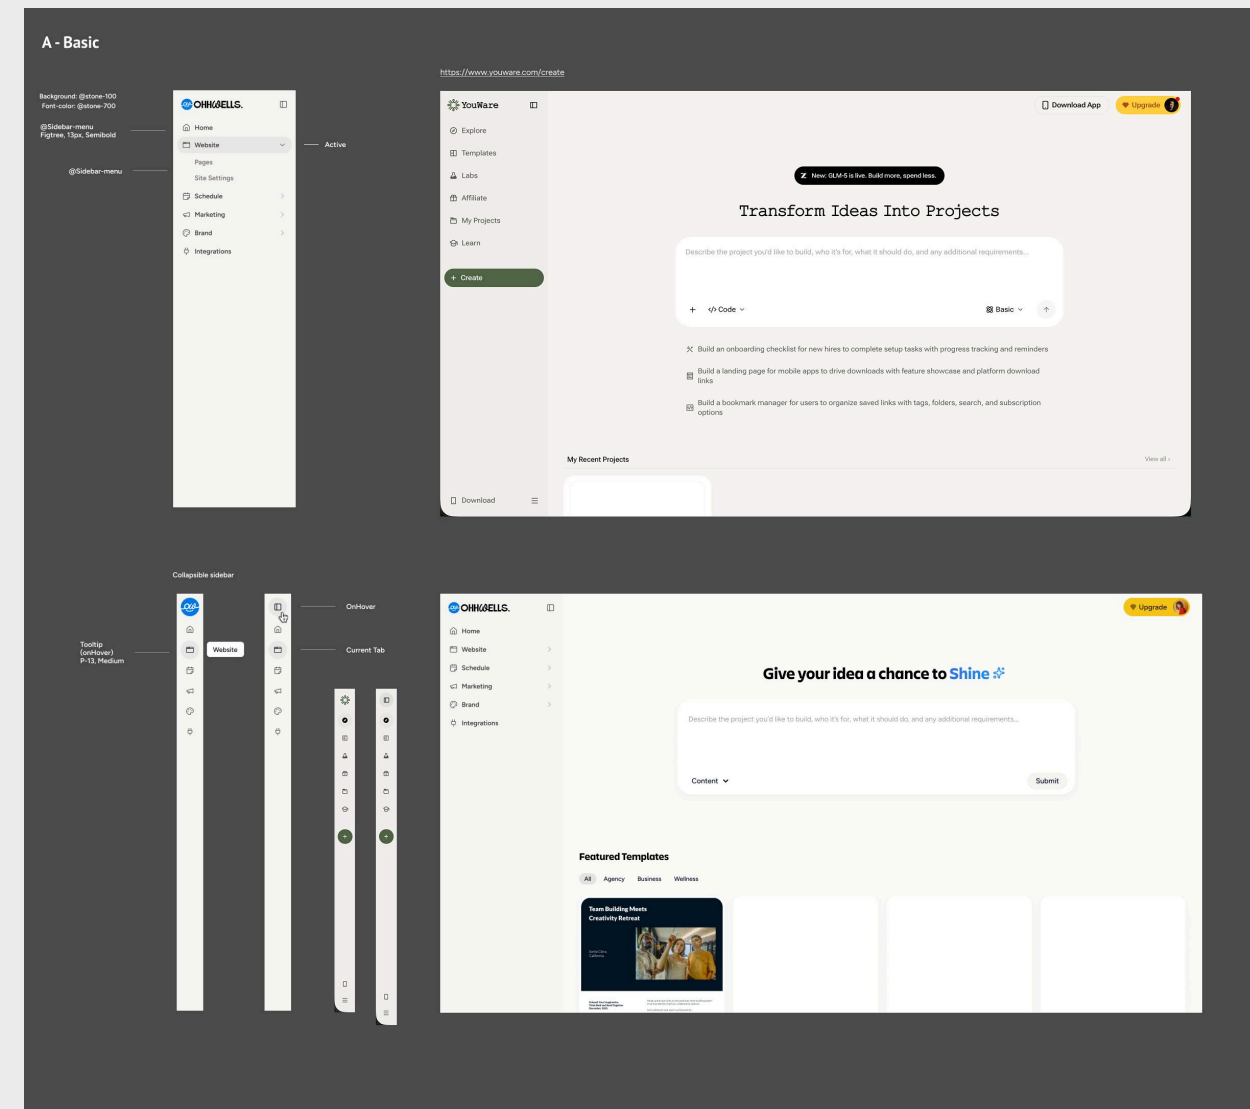 A - Basic
https://www.youware.com/create
Background: @stone-100
Font-color: @stone-700
@Sidebar-menu
Figtree, 13px, Semibold
@Sidebar-menu
OHHWELLS.
Home
Website
Pages
Site Settings
Schedule
Marketing
Brand
Integrations
Active
YouWare
Explore
Templates
Labs
Affiliate
My Projects
Learn
+ Create
Download
Download App
Upgrade
New: GLM-5 is live. Build more, spend less.
Transform Ideas Into Projects
Describe the project you'd like to build, who it's for, what it should do, and any additional requirements...
+ </> Code
Basic
Build an onboarding checklist for new hires to complete setup tasks with progress tracking and reminders
Build a landing page for mobile apps to drive downloads with feature showcase and platform download
links
Build a bookmark manager for users to organize saved links with tags, folders, search, and subscription
options
My Recent Projects
View all ›
Collapsible sidebar
OnHover
Tooltip
(onHover)
P-13, Medium
Website
Current Tab
OHHWELLS.
Home
Website
Schedule
Marketing
Brand
Integrations
Upgrade
Give your idea a chance to Shine
Describe the project you'd like to build, who it's for, what it should do, and any additional requirements...
Content
Submit
Featured Templates
All Agency Business Wellness
Team Building Meets
Creativity Retreat
California